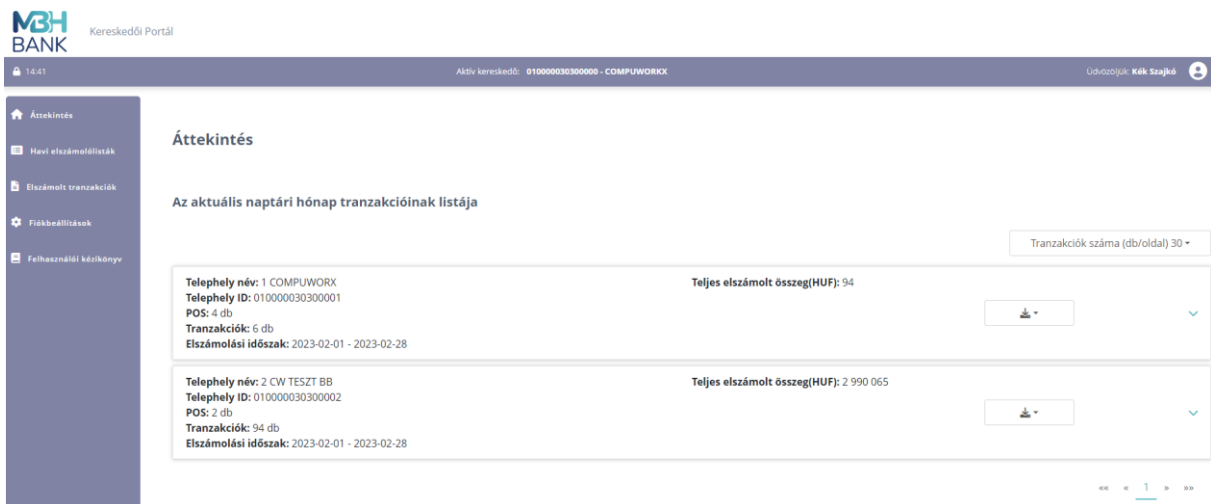 MBH
BANK
Kereskedői Portál
14:41
Aktív kereskedő: 010000030300000 - COMPUWORKX
Üdvözöljük: Kék Szajkó
Áttekintés
Havi elszámolólisták
Elszámolt tranzakciók
Fiókbeállítások
Felhasználói kézikönyv
Áttekintés
Az aktuális naptári hónap tranzakcióinak listája
Tranzakciók száma (db/oldal) 30
Telephely név: 1 COMPUWORX
Teljes elszámolt összeg(HUF): 94
Telephely ID: 010000030300001
POS: 4 db
Tranzakciók: 6 db
Elszámolási időszak: 2023-02-01 - 2023-02-28
Telephely név: 2 CW TESZT BB
Teljes elszámolt összeg(HUF): 2 990 065
Telephely ID: 010000030300002
POS: 2 db
Tranzakciók: 94 db
Elszámolási időszak: 2023-02-01 - 2023-02-28
«« « 1 » »»